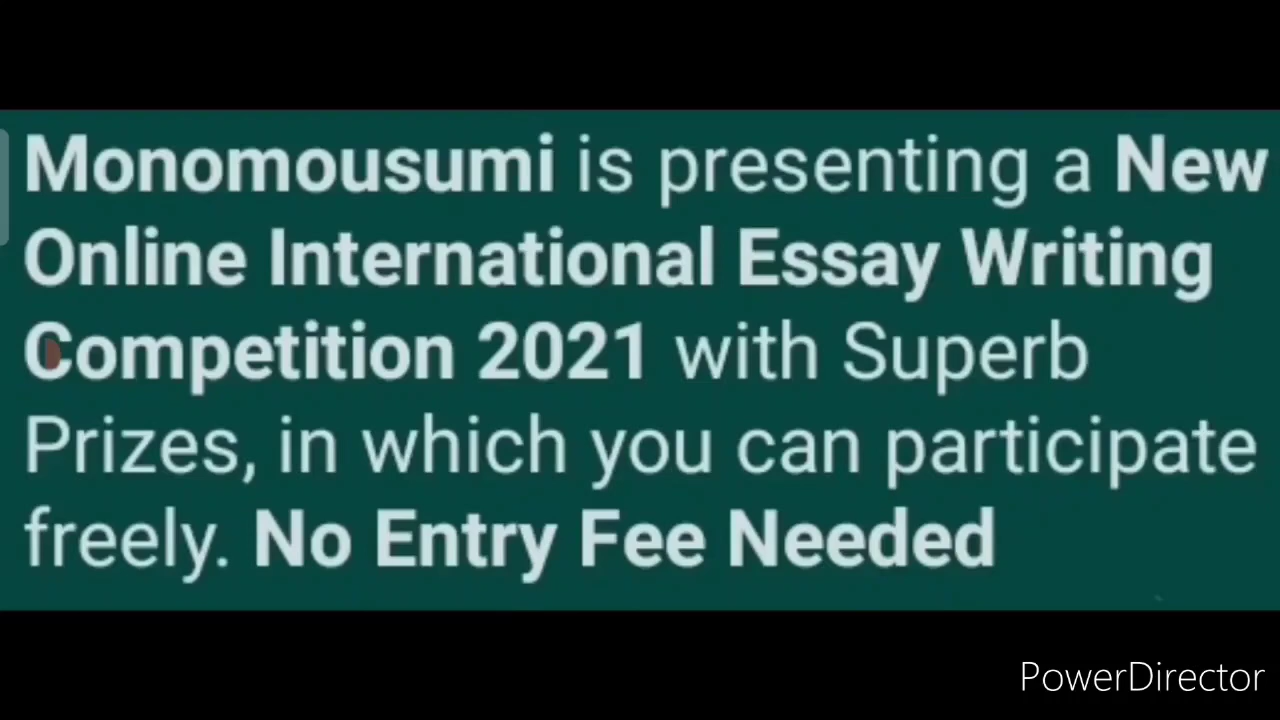 Monomousumi is presenting a New
Online International Essay Writing
Competition 2021 with Superb
Prizes, in which you can participate
freely. No Entry Fee Needed
PowerDirector